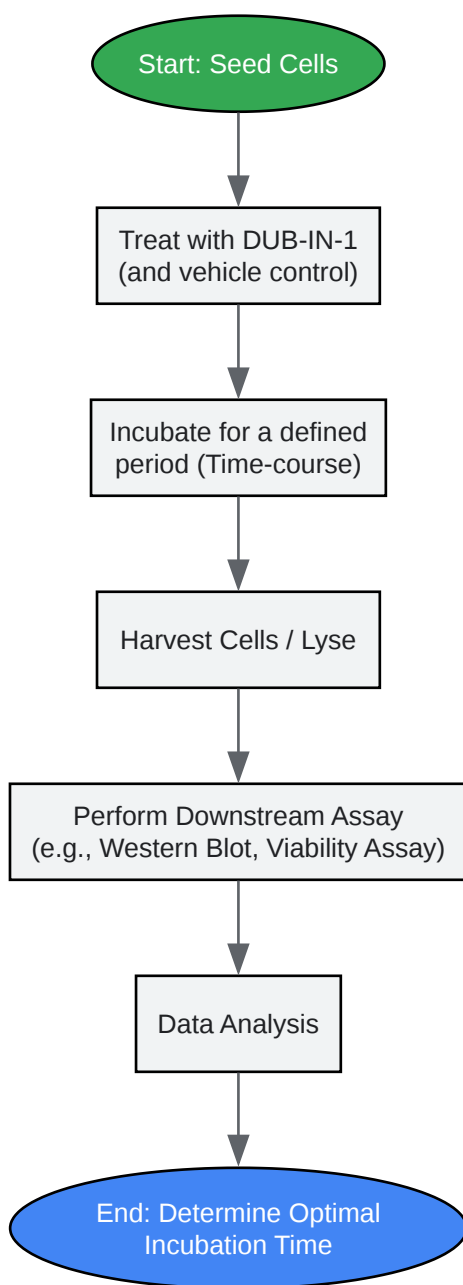 Start: Seed Cells
Treat with DUB-IN-1
(and vehicle control)
Incubate for a defined
period (Time-course)
Harvest Cells / Lyse
Perform Downstream Assay
(e.g., Western Blot, Viability Assay)
Data Analysis
End: Determine Optimal
Incubation Time